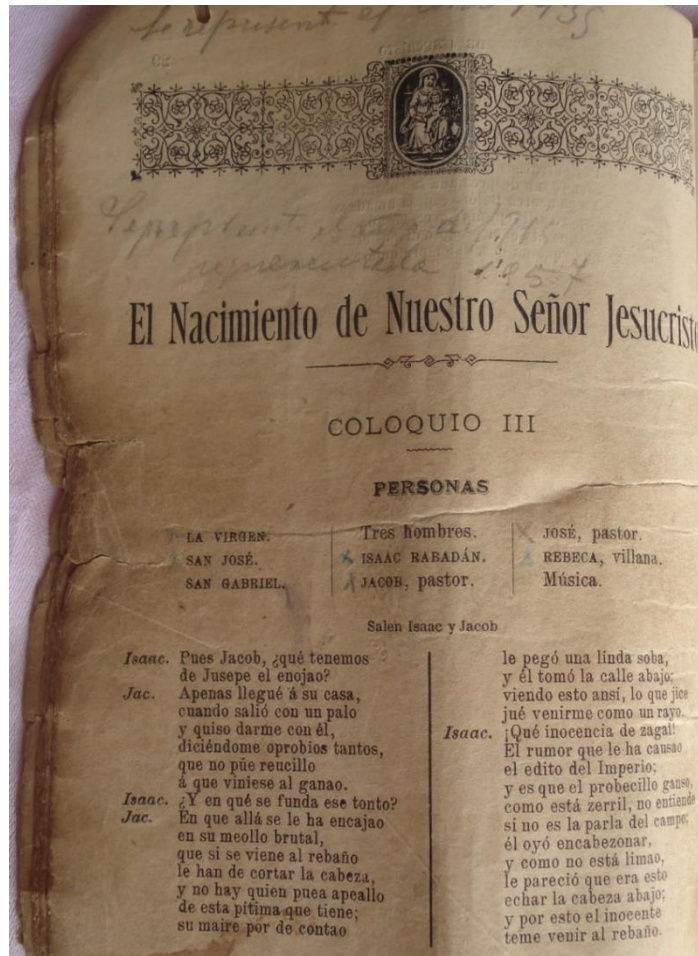 Se represent el 1935
El Nacimiento de Nuestro Señor Jesucristo
representada 1957
COLOQUIO III
PERSONAS
LA VIRGEN.
SAN JOSÉ.
SAN GABRIEL.
Tres hombres.
ISAAC RABADÁN.
JACOB, pastor.
JOSÉ, pastor.
REBECA, villana.
Música.
Salen Isaac y Jacob
Isaac. Pues Jacob, ¿qué tenemos
de Jusepe el enojao?
Jac. Apenas llegué á su casa,
cuando salió con un palo
y quiso darme con él,
diciéndome oprobios tantos,
que no púe reucillo
á que viniese al ganao.
Isaac. ¿Y en qué se funda ese tonto?
Jac. En que allá se le ha encajao
en su meollo brutal,
que si se viene al rebaño
le han de cortar la cabeza,
y no hay quien puea apeallo
de esta pítima que tiene;
su maire por de contao
le pegó una linda soba,
y él tomó la calle abajo;
viendo esto ansí, lo que jice
jué venirme como un rayo.
Isaac. ¡Qué inocencia de zagal!
El rumor que le ha causao
el edito del Imperio;
y es que el probecillo ganso,
como está zerril, no entiende
si no es la parla del campo;
él oyó encabezonar,
y como no está limao,
le pareció que era esto
echar la cabeza abajo;
y por esto el inocente
teme venir al rebaño.